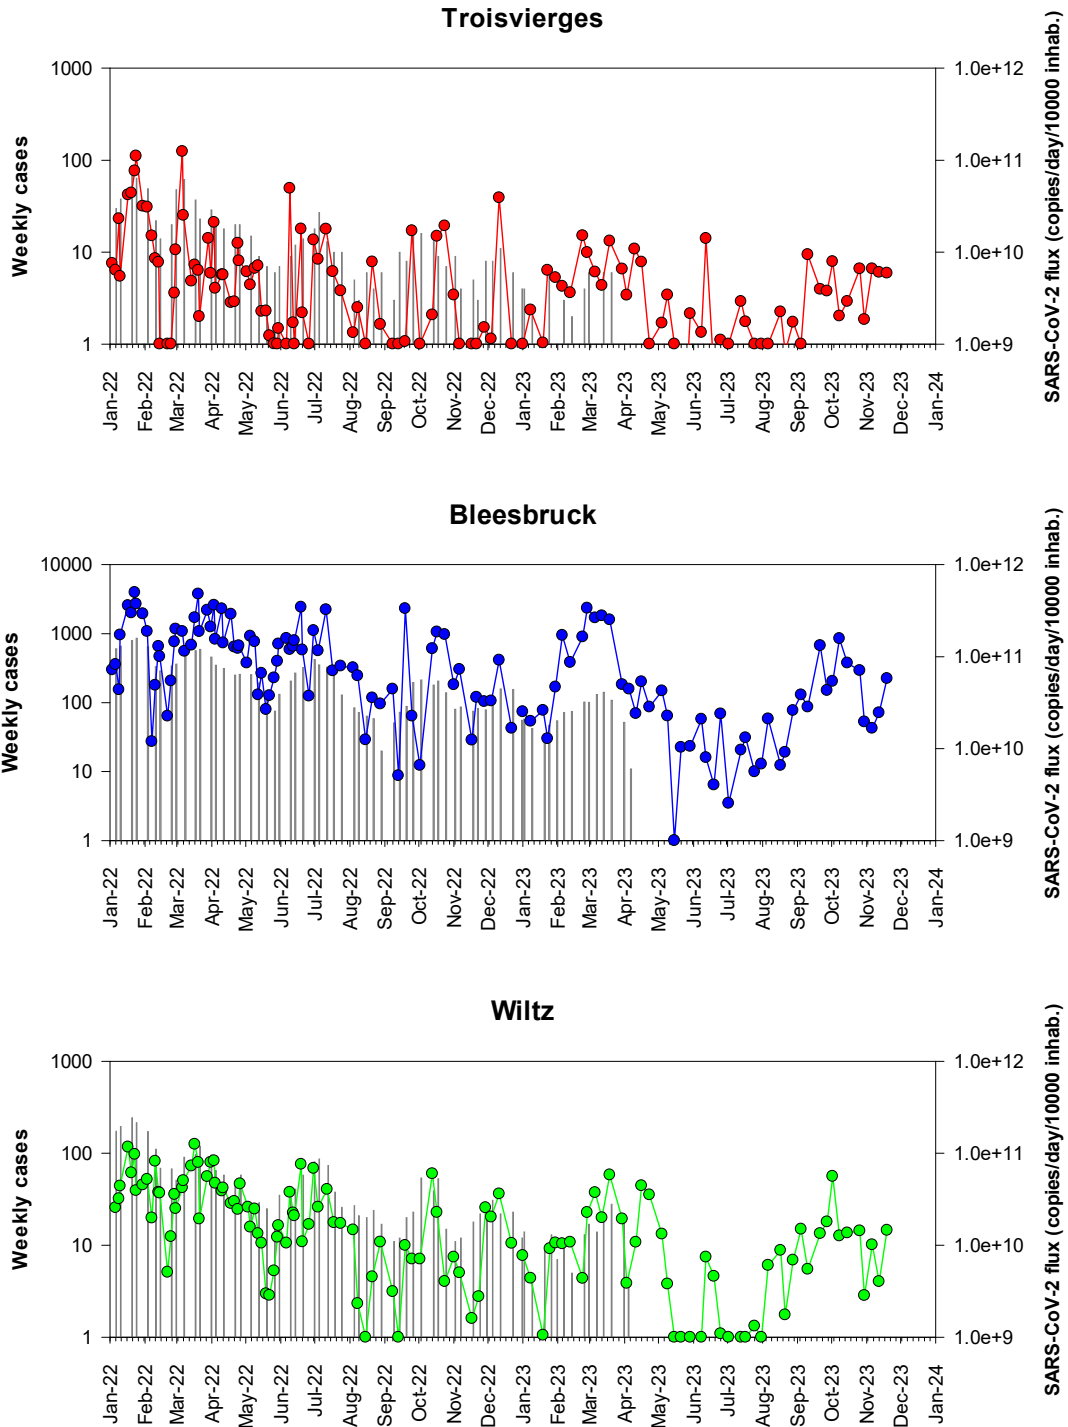 Troisvierges
1000
100
10
1
Weekly cases
1.0e+12
1.0e+11
1.0e+10
1.0e+9
SARS-CoV-2 flux (copies/day/10000 inhab.)
Jan-22 Feb-22 Mar-22 Apr-22 May-22 Jun-22 Jul-22 Aug-22 Sep-22 Oct-22 Nov-22 Dec-22 Jan-23 Feb-23 Mar-23 Apr-23 May-23 Jun-23 Jul-23 Aug-23 Sep-23 Oct-23 Nov-23 Dec-23 Jan-24
Bleesbruck
10000
1000
100
10
1
Weekly cases
1.0e+12
1.0e+11
1.0e+10
1.0e+9
SARS-CoV-2 flux (copies/day/10000 inhab.)
Jan-22 Feb-22 Mar-22 Apr-22 May-22 Jun-22 Jul-22 Aug-22 Sep-22 Oct-22 Nov-22 Dec-22 Jan-23 Feb-23 Mar-23 Apr-23 May-23 Jun-23 Jul-23 Aug-23 Sep-23 Oct-23 Nov-23 Dec-23 Jan-24
Wiltz
1000
100
10
1
Weekly cases
1.0e+12
1.0e+11
1.0e+10
1.0e+9
SARS-CoV-2 flux (copies/day/10000 inhab.)
Jan-22 Feb-22 Mar-22 Apr-22 May-22 Jun-22 Jul-22 Aug-22 Sep-22 Oct-22 Nov-22 Dec-22 Jan-23 Feb-23 Mar-23 Apr-23 May-23 Jun-23 Jul-23 Aug-23 Sep-23 Oct-23 Nov-23 Dec-23 Jan-24